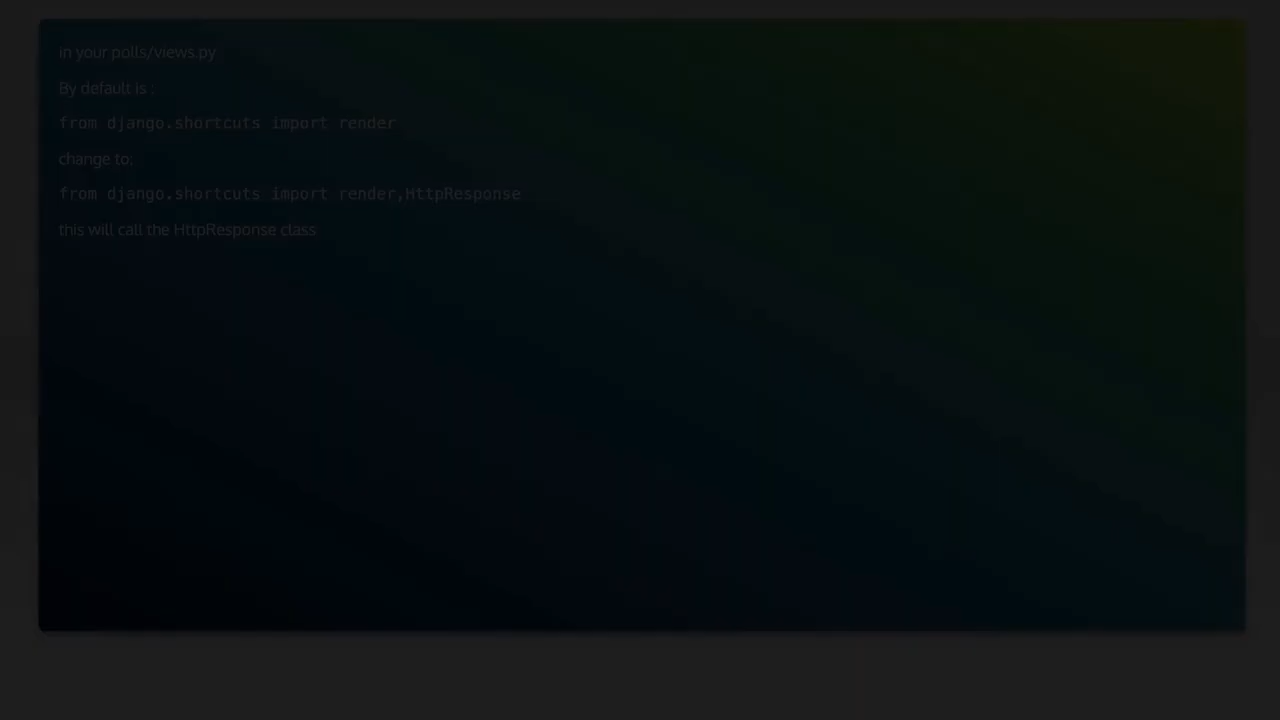 in your polls/views.py
By default is :
from django.shortcuts import render
change to:
from django.shortcuts import render,HttpResponse
this will call the HttpResponse class